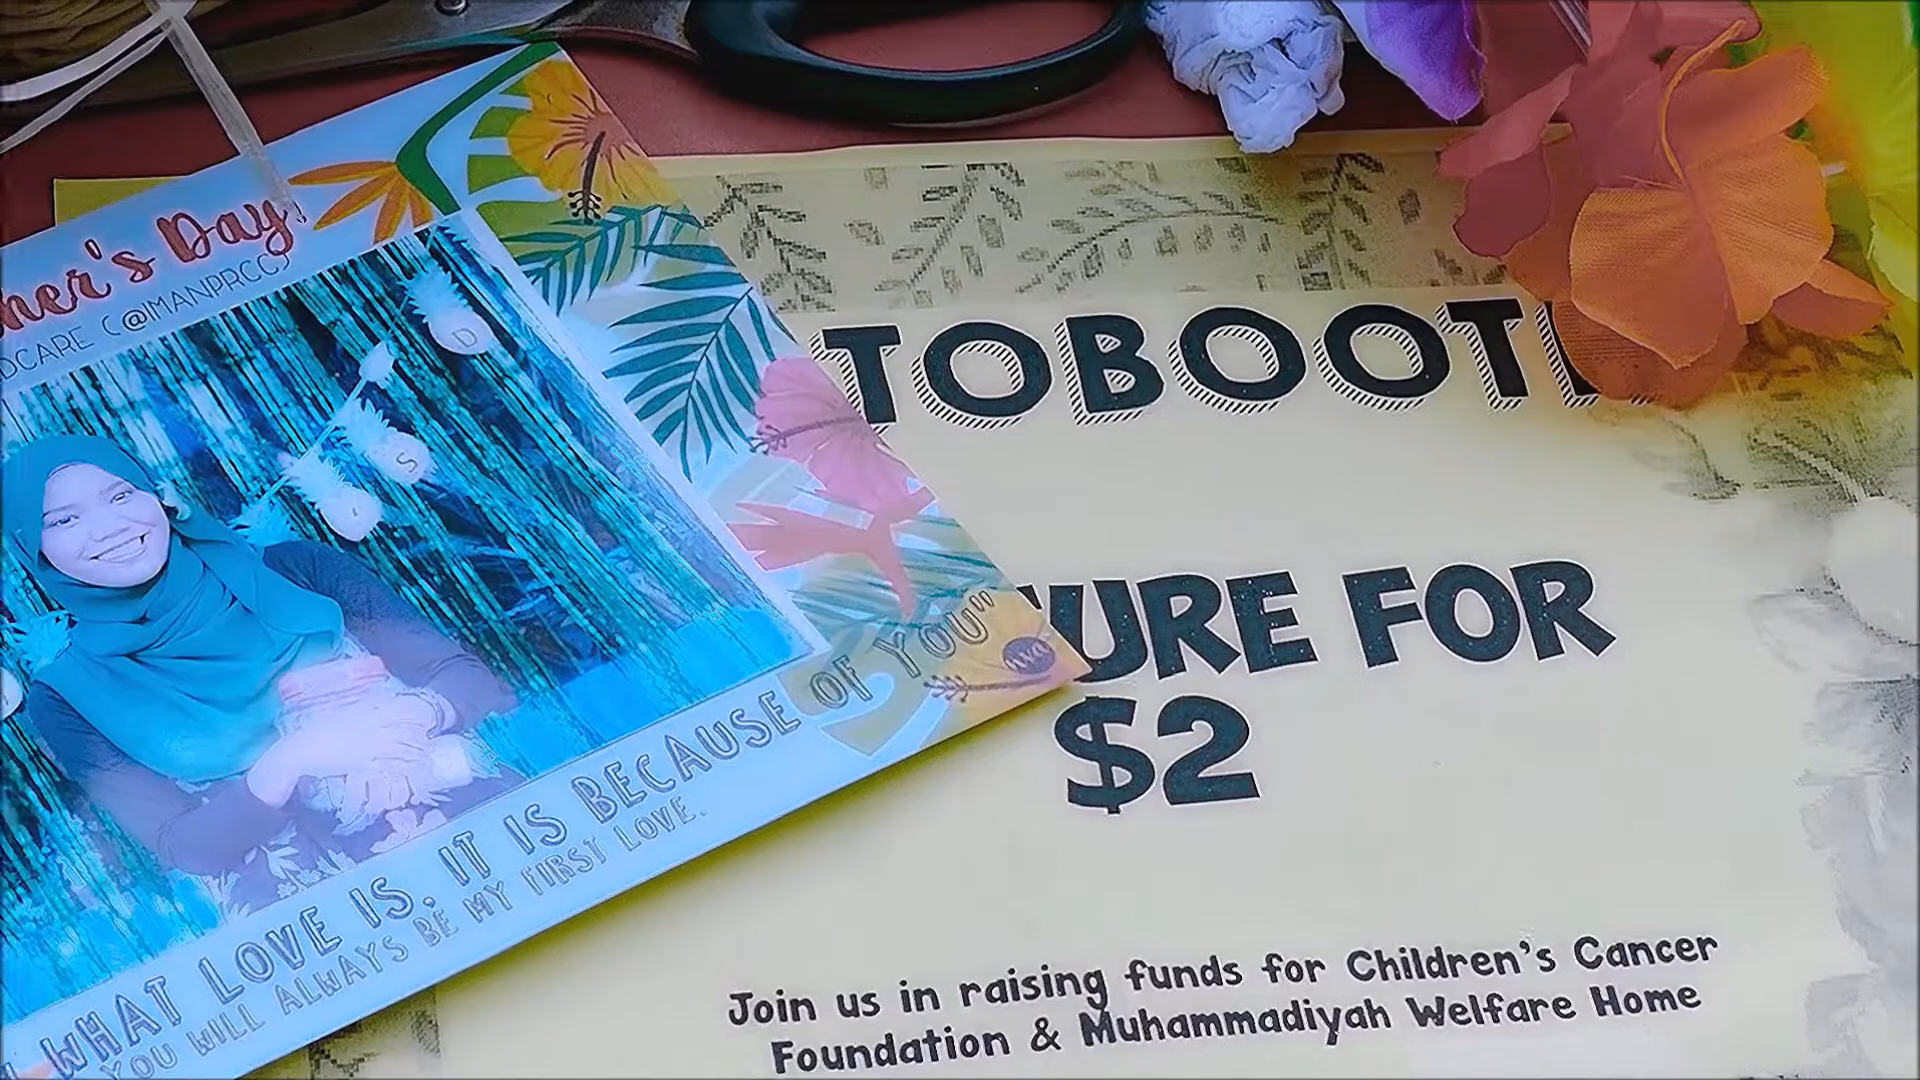 her's Day!
DCARE (@IMANPRCC)
D
S
I
WHAT LOVE IS, IT IS BECAUSE OF YOU"
YOU WILL ALWAYS BE MY FIRST LOVE.
TOBOOT
URE FOR
$2
Join us in raising funds for Children's Cancer
Foundation & Muhammadiyah Welfare Home